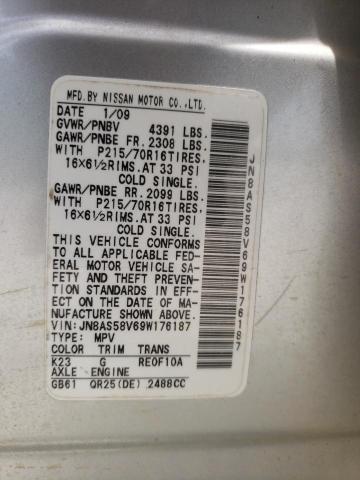 MFD.BY NISSAN MOTOR CO.,LTD.
DATE 1/09
GVWR/PNBV 4391 LBS.
GAWR/PNBE FR. 2308 LBS.
WITH P215/70R16TIRES,
16X6½RIMS.AT 33 PSI
COLD SINGLE.
GAWR/PNBE RR. 2099 LBS.
WITH P215/70R16TIRES,
16X6½RIMS.AT 33 PSI
COLD SINGLE.
THIS VEHICLE CONFORMS
TO ALL APPLICABLE FED-
ERAL MOTOR VEHICLE SA-
FETY AND THEFT PREVEN-
TION STANDARDS IN EFF-
ECT ON THE DATE OF MA-
NUFACTURE SHOWN ABOVE.
VIN:JN8AS58V69W176187
TYPE: MPV
COLOR TRIM TRANS
K23 G RE0F10A
AXLE ENGINE
GB61 QR25(DE) 2488CC
JN8AS58V69W176187